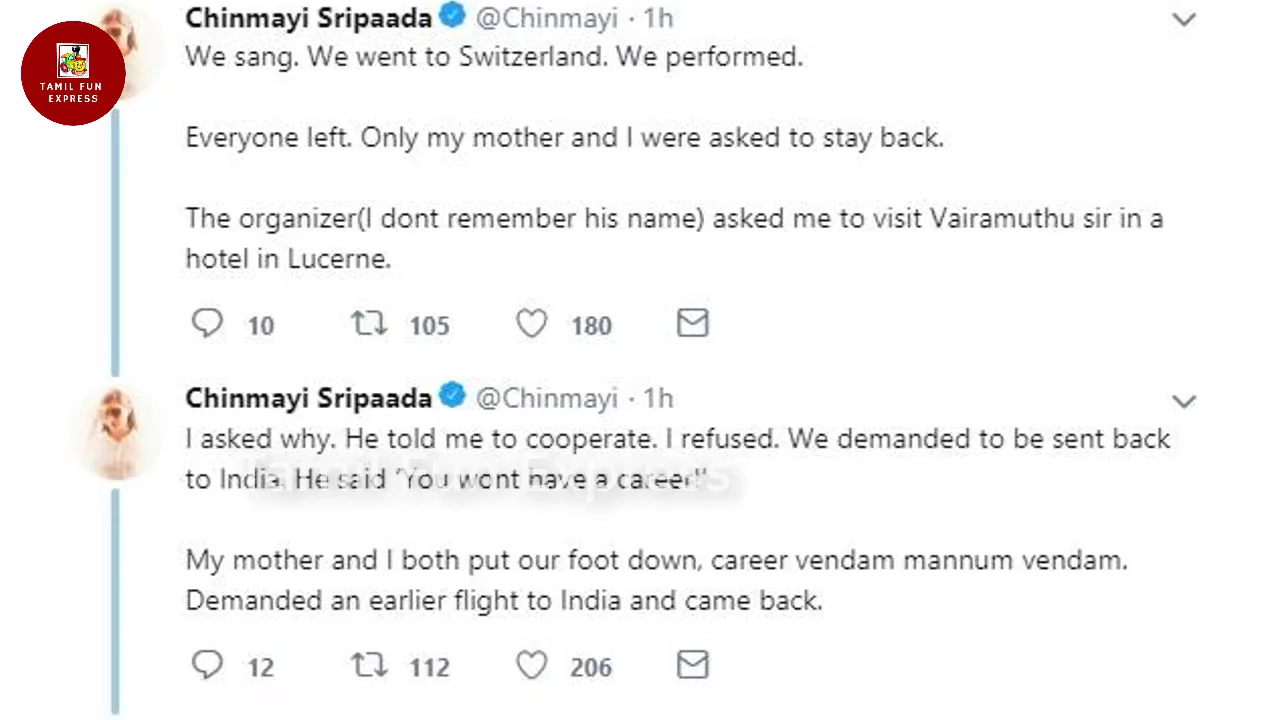 Chinmayi Sripaada @Chinmayi · 1h
We sang. We went to Switzerland. We performed.
TAMIL FUN
EXPRESS
Everyone left. Only my mother and I were asked to stay back.
The organizer(I dont remember his name) asked me to visit Vairamuthu sir in a
hotel in Lucerne.
10 105 180
Chinmayi Sripaada @Chinmayi · 1h
I asked why. He told me to cooperate. I refused. We demanded to be sent back
to India. He said 'You wont have a career!'
Tamil Fun Express
My mother and I both put our foot down, career vendam mannum vendam.
Demanded an earlier flight to India and came back.
12 112 206